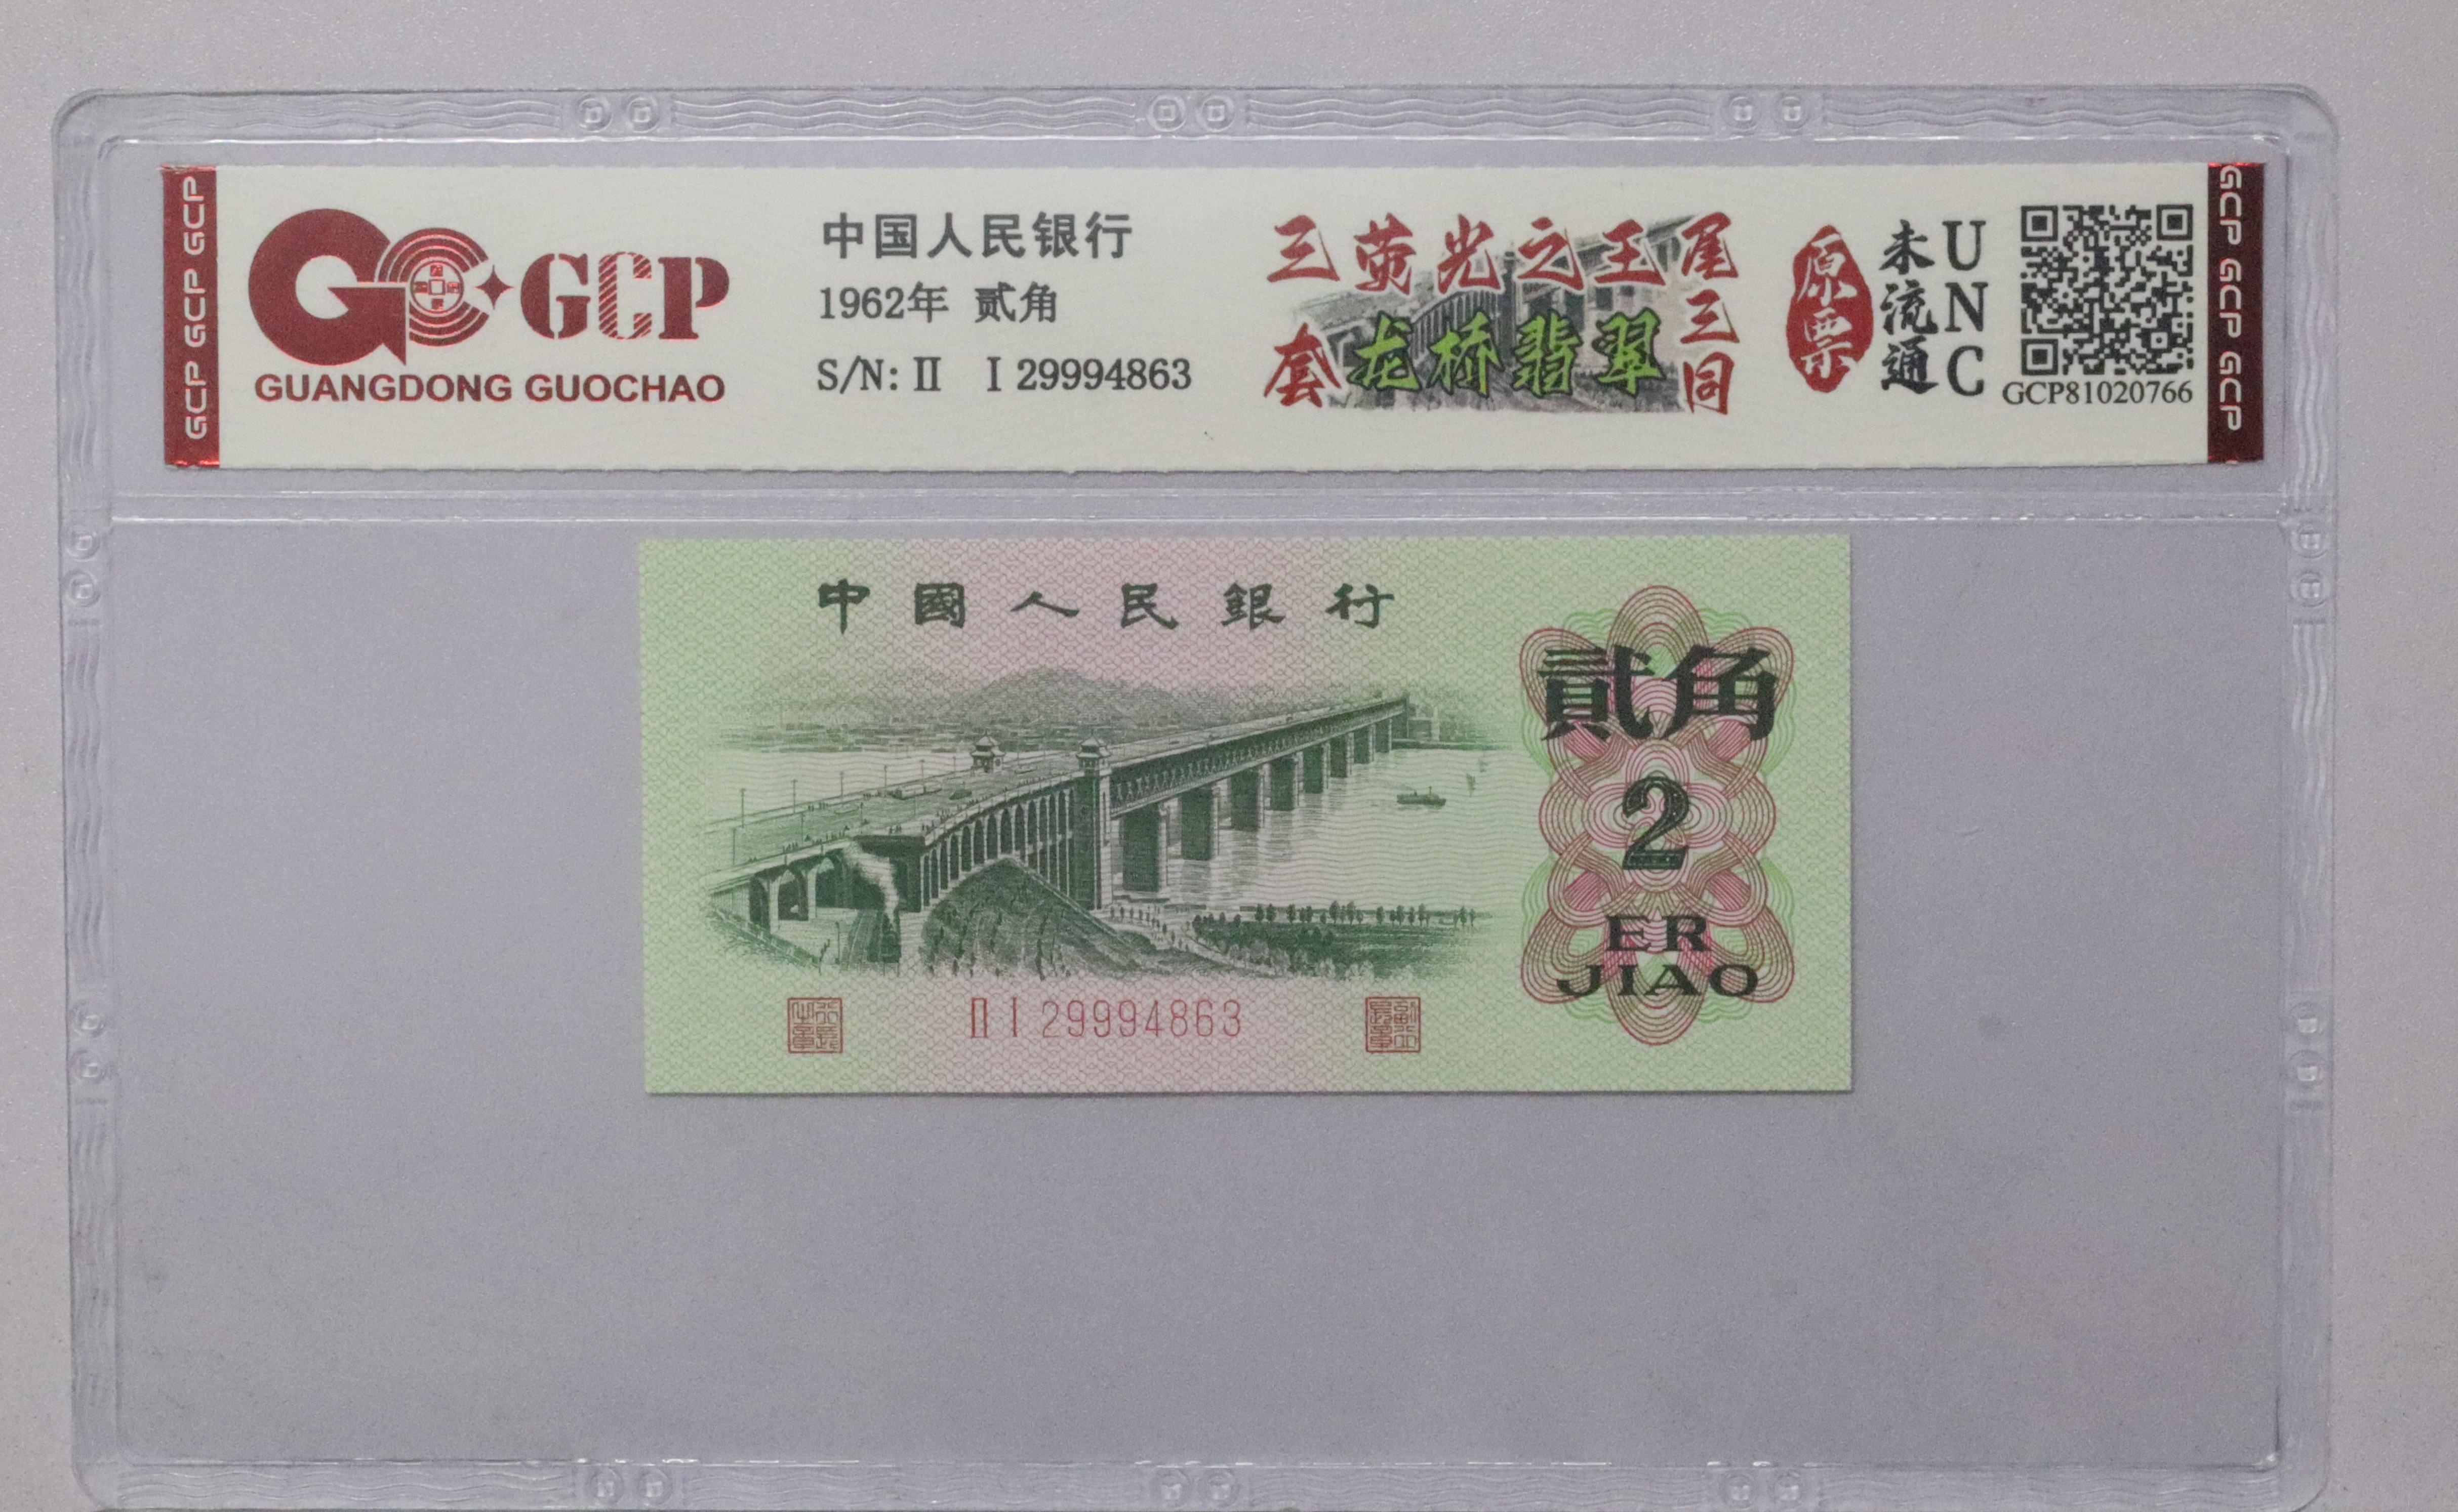 GCP GCP GCP
GCP
GUANGDONG GUOCHAO
中国人民银行
1962年 贰角
S/N: II I 29994863
三荧光之王
套龙桥翡翠
尾三同
原票
未流通
UNC
GCP81020766
GCP GCP GCP
中國人民銀行
貳角
2
ER
JIAO
II I 29994863